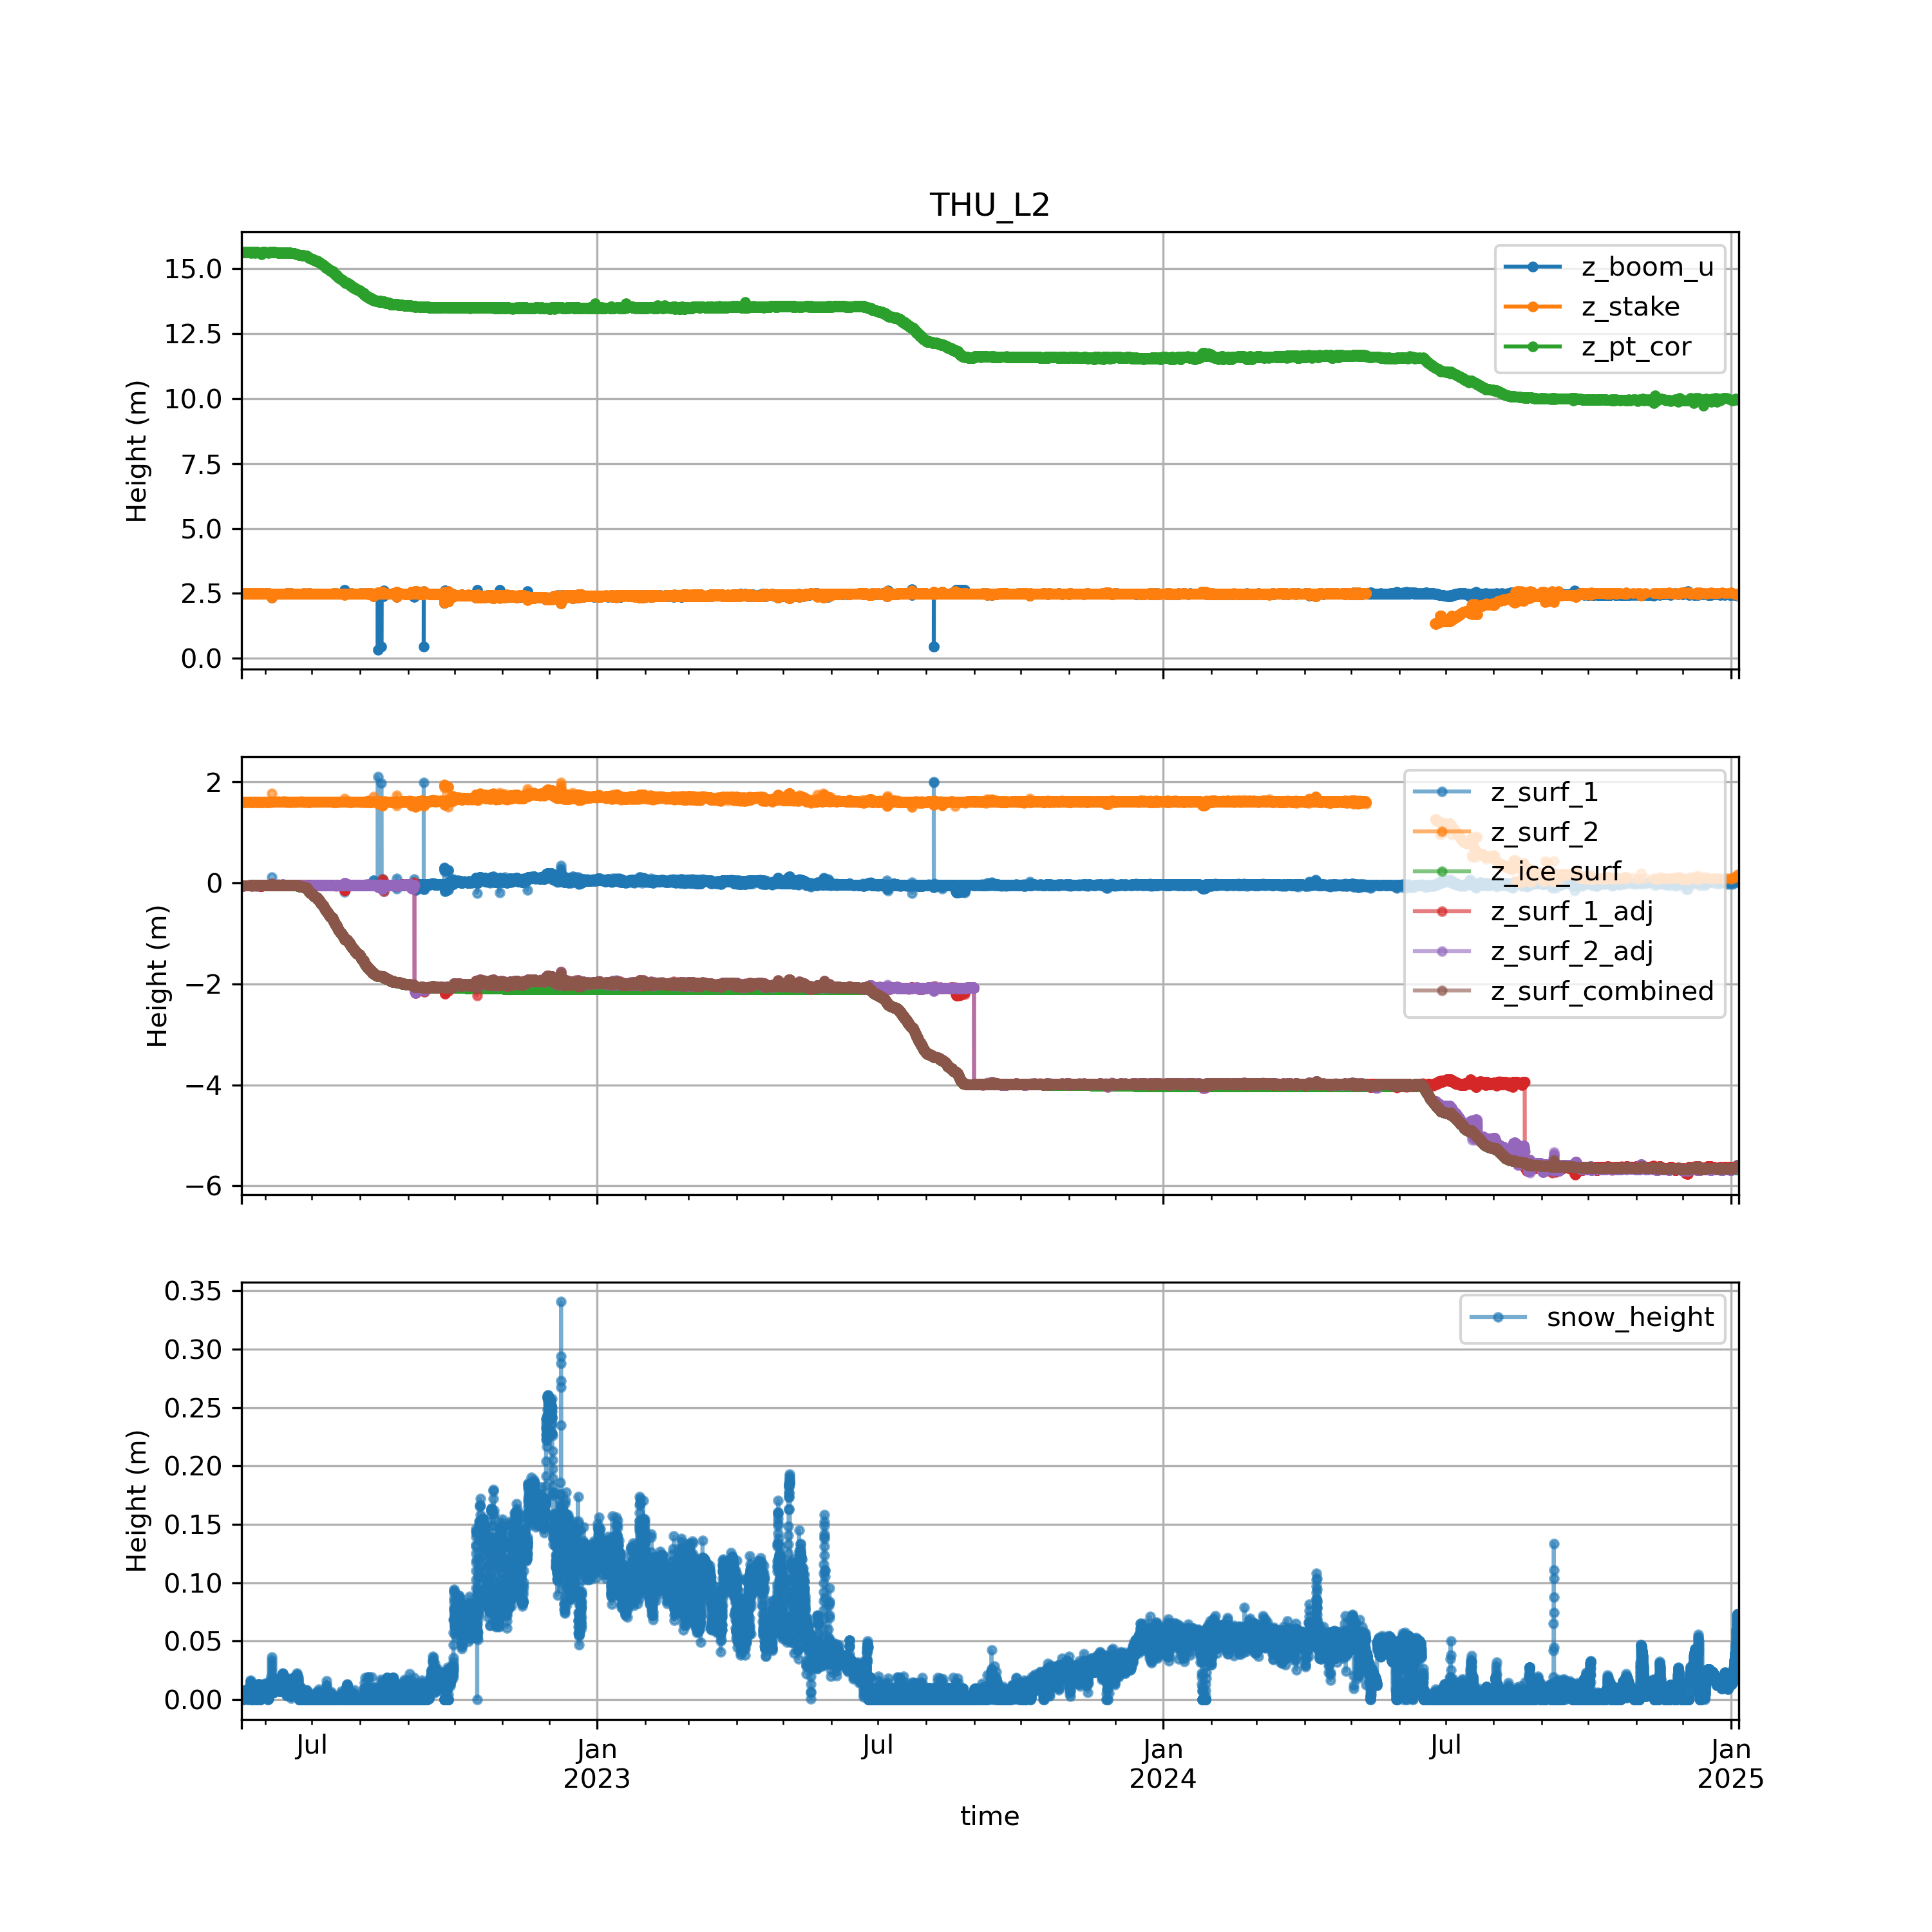 THU_L2
15.0
12.5
10.0
7.5
5.0
2.5
0.0
Height (m)
z_boom_u
z_stake
z_pt_cor
2
0
−2
−4
−6
Height (m)
z_surf_1
z_surf_2
z_ice_surf
z_surf_1_adj
z_surf_2_adj
z_surf_combined
0.35
0.30
0.25
0.20
0.15
0.10
0.05
0.00
Height (m)
snow_height
Jul Jan Jul Jan Jul Jan
2023 2024 2025
time